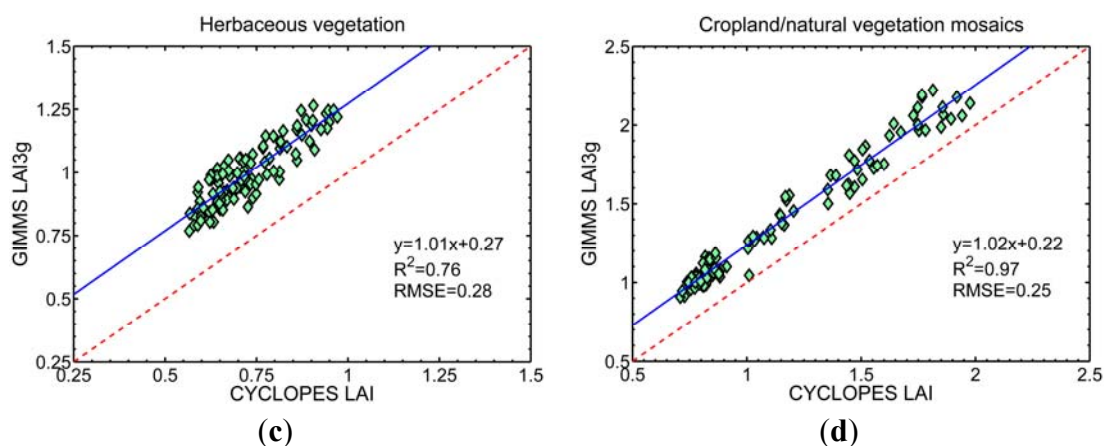 Herbaceous vegetation
1.5
1.25
1
0.75
0.5
0.25
GIMMS LAI3g
y=1.01x+0.27
R²=0.76
RMSE=0.28
0.25 0.5 0.75 1 1.25 1.5
CYCLOPES LAI
(c)
Cropland/natural vegetation mosaics
2.5
2
1.5
1
0.5
GIMMS LAI3g
y=1.02x+0.22
R²=0.97
RMSE=0.25
0.5 1 1.5 2 2.5
CYCLOPES LAI
(d)